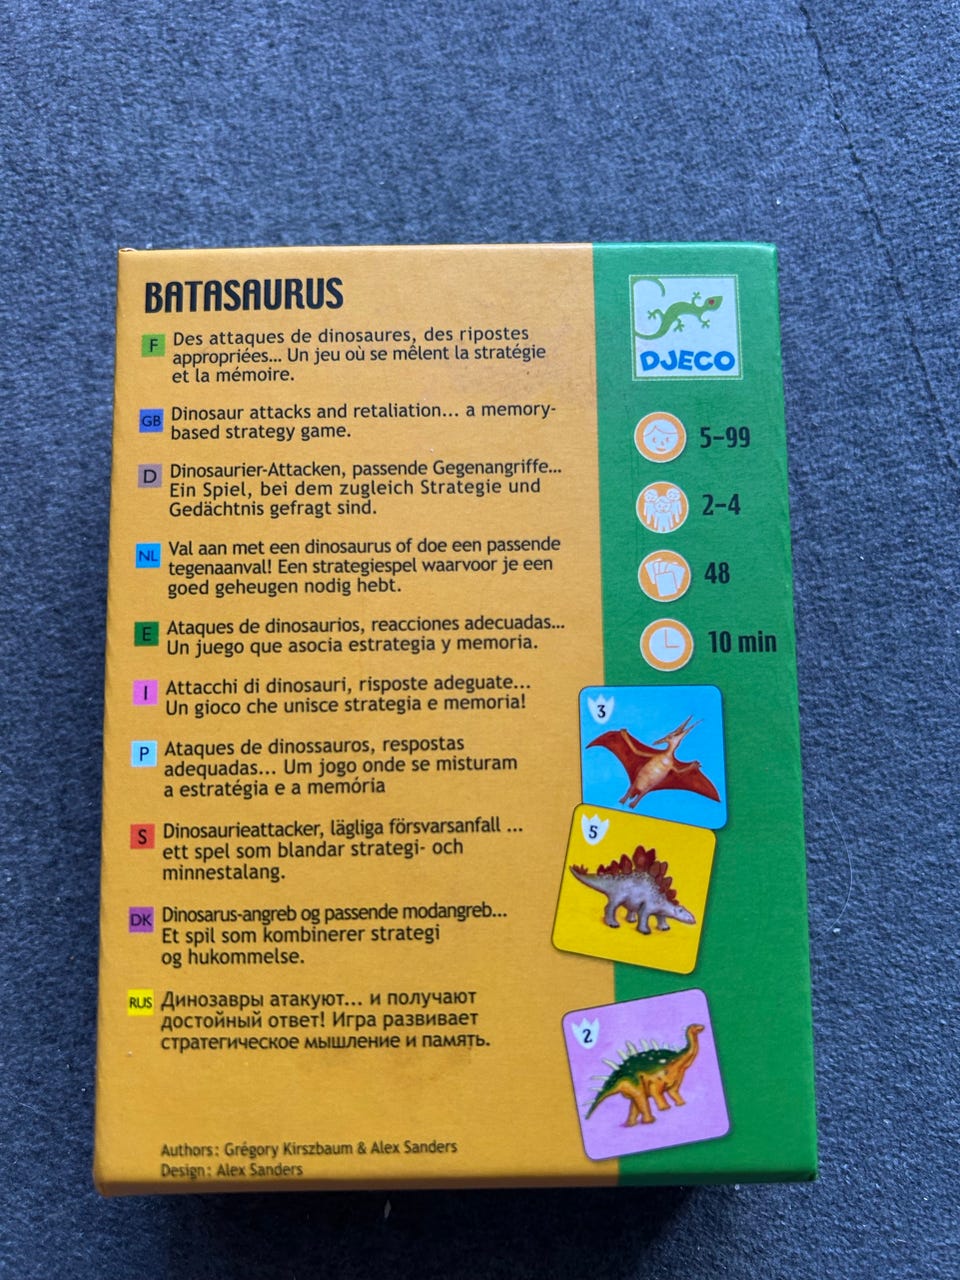 BATASAURUS
F Des attaques de dinosaures, des ripostes
appropriées... Un jeu où se mêlent la stratégie
et la mémoire.
GB Dinosaur attacks and retaliation... a memory-
based strategy game.
D Dinosaurier-Attacken, passende Gegenangriffe...
Ein Spiel, bei dem zugleich Strategie und
Gedächtnis gefragt sind.
NL Val aan met een dinosaurus of doe een passende
tegenaanval! Een strategiespel waarvoor je een
goed geheugen nodig hebt.
E Ataques de dinosaurios, reacciones adecuadas...
Un juego que asocia estrategia y memoria.
I Attacchi di dinosauri, risposte adeguate...
Un gioco che unisce strategia e memoria!
P Ataques de dinossauros, respostas
adequadas... Um jogo onde se misturam
a estratégia e a memória
S Dinosaurieattacker, lägliga försvarsanfall ...
ett spel som blandar strategi- och
minnestalang.
DK Dinosarus-angreb og passende modangreb...
Et spil som kombinerer strategi
og hukommelse.
RUS Динозавры атакуют... и получают
достойный ответ! Игра развивает
стратегическое мышление и память.
Authors: Grégory Kirszbaum & Alex Sanders
Design: Alex Sanders
DJECO
5-99
2-4
48
10 min
3
5
2